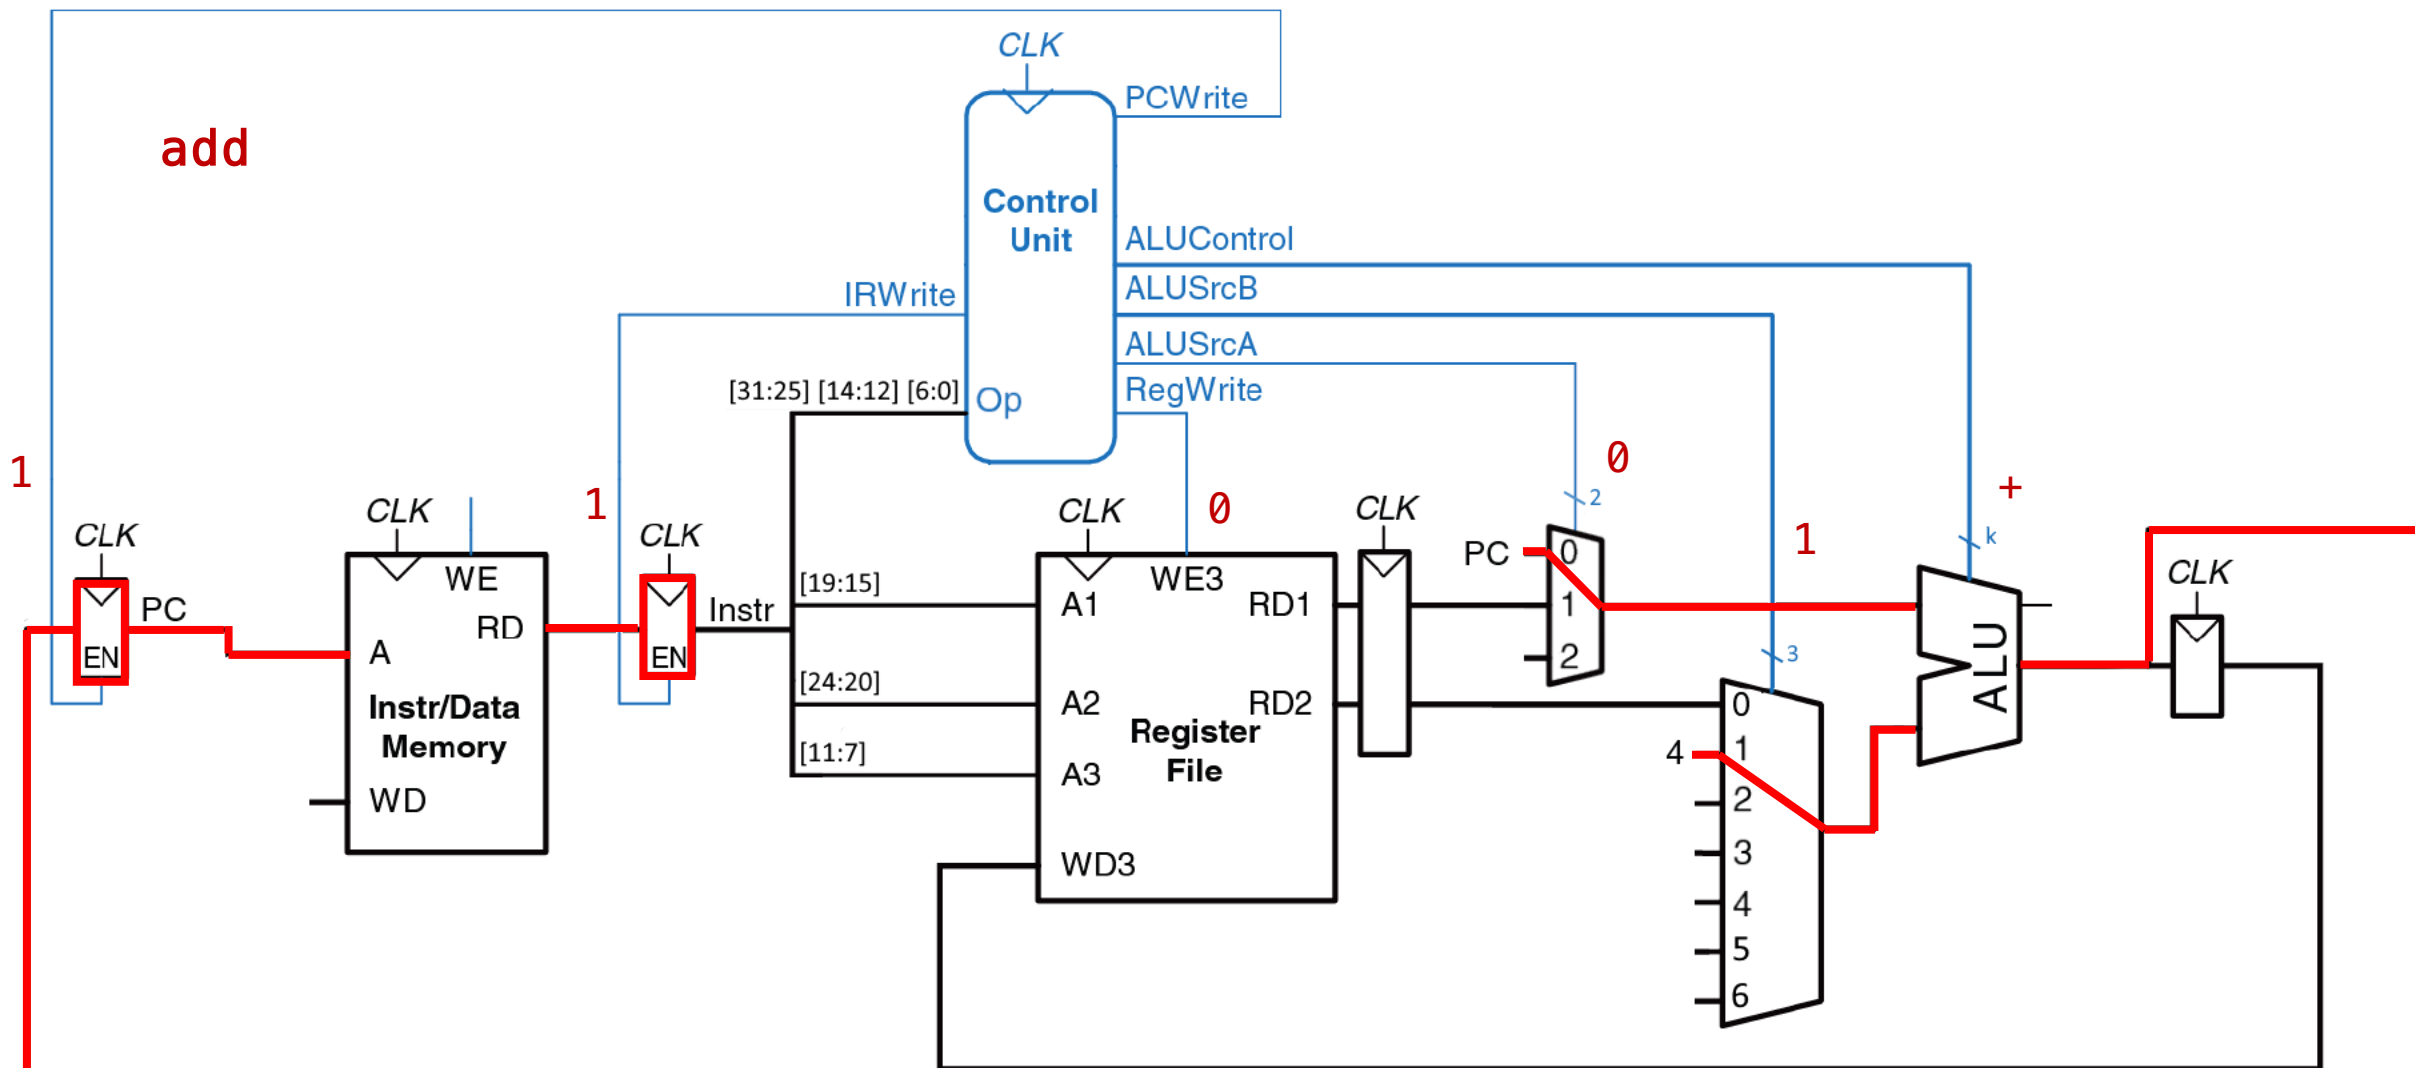 CLK
PCWrite
add
Control
Unit
ALUControl
ALUSrcB
IRWrite
ALUSrcA
RegWrite
[31:25] [14:12] [6:0]
Op
1
1
0
0
1
+
2
k
3
CLK
CLK
CLK
CLK
CLK
CLK
PC
EN
WE
RD
A
Instr/Data
Memory
WD
EN
Instr
[19:15]
[24:20]
[11:7]
A1
WE3
RD1
A2
RD2
Register
File
A3
WD3
PC
0
1
2
4
0
1
2
3
4
5
6
ALU